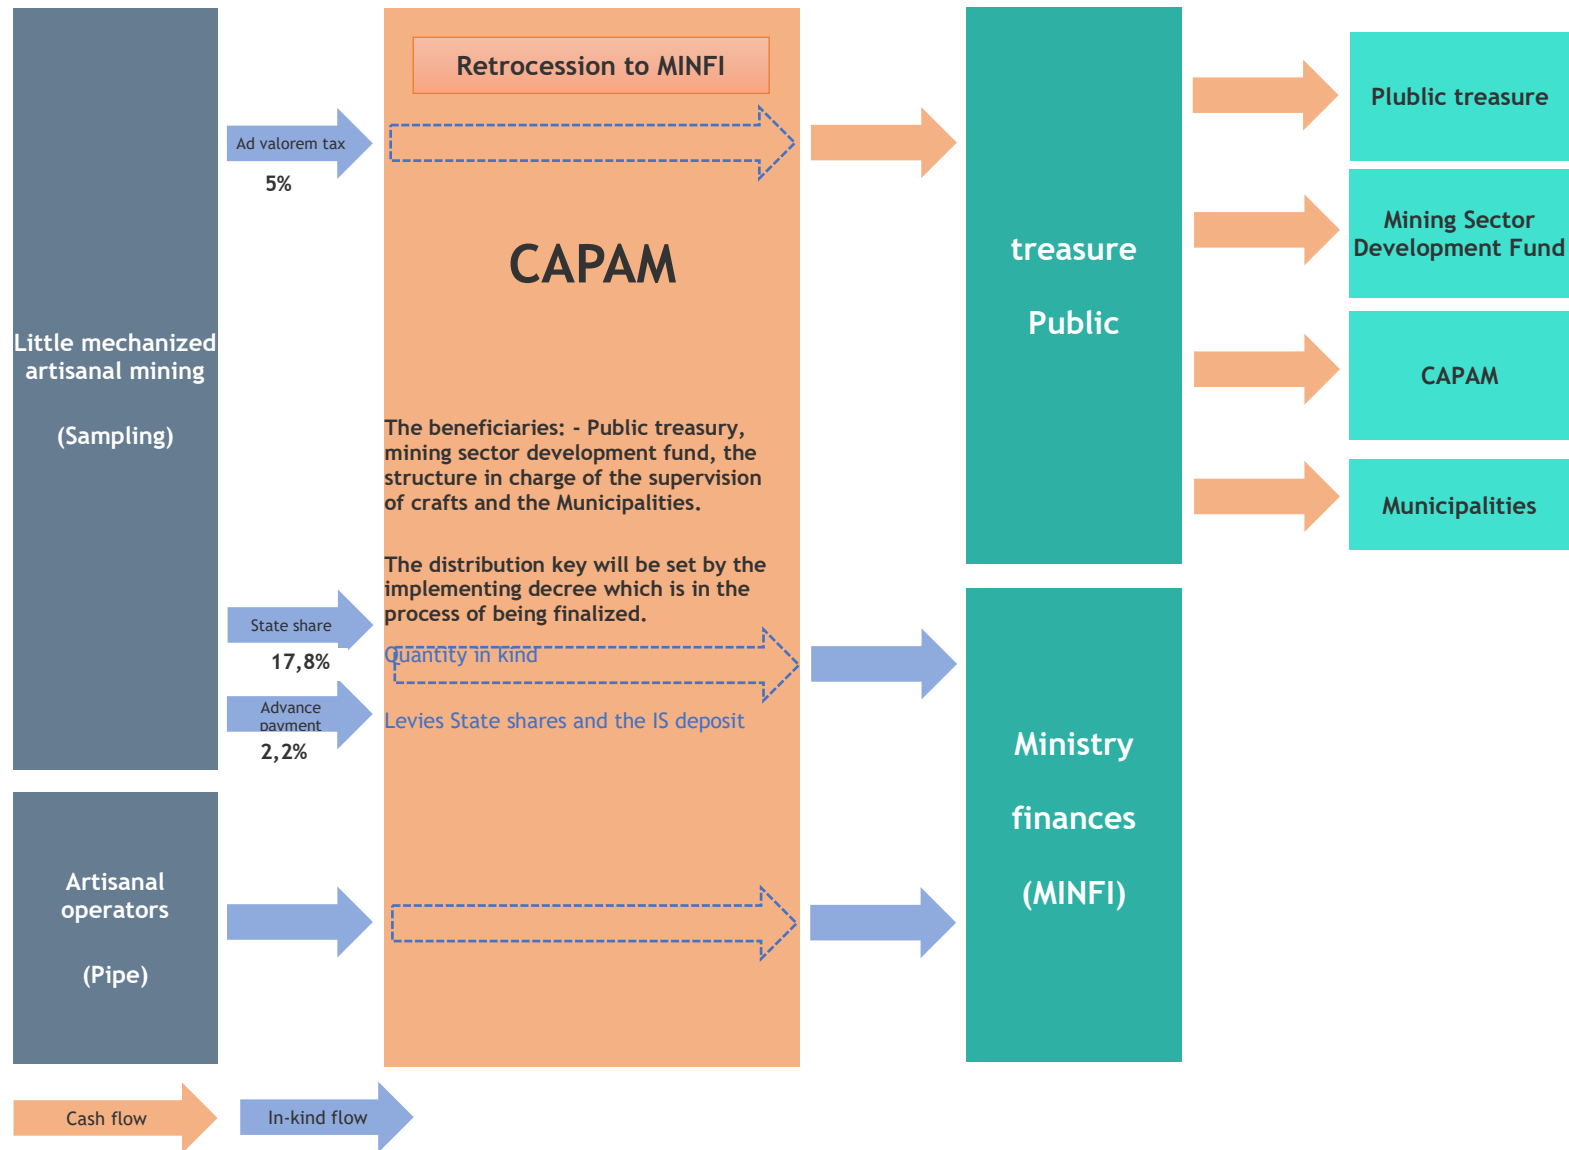 Retrocession to MINFI
Ad valorem tax
5%
CAPAM
Little mechanized
artisanal mining
(Sampling)
The beneficiaries: - Public treasury,
mining sector development fund, the
structure in charge of the supervision
of crafts and the Municipalities.
The distribution key will be set by the
implementing decree which is in the
process of being finalized.
State share
17,8%
Quantity in kind
Advance
payment
2,2%
Levies State shares and the IS deposit
Artisanal
operators
(Pipe)
treasure
Public
Ministry
finances
(MINFI)
Plublic treasure
Mining Sector
Development Fund
CAPAM
Municipalities
Cash flow
In-kind flow